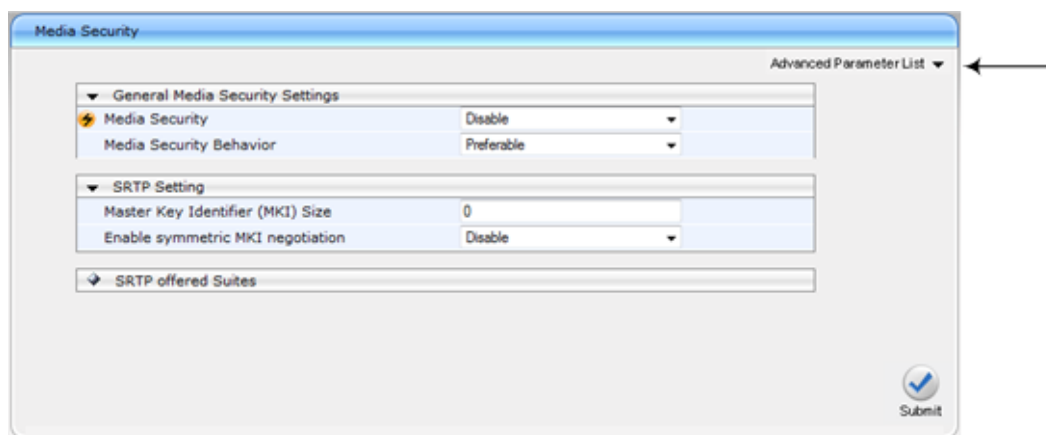 Media Security
Advanced Parameter List
General Media Security Settings
Media Security Disable
Media Security Behavior Preferable
SRTP Setting
Master Key Identifier (MKI) Size 0
Enable symmetric MKI negotiation Disable
SRTP offered Suites
Submit